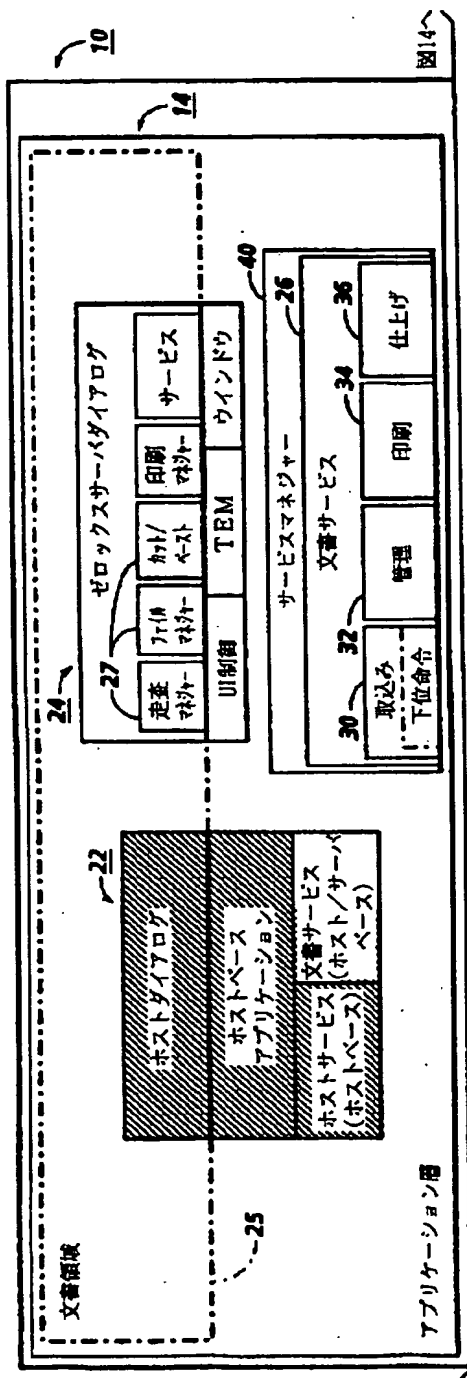 10
14
文書領域
25
22
ホストダイアログ
ホストベース
アプリケーション
ホストサービス
(ホストベース)
文書サービス
(ホスト/サーバ
ベース)
24
ゼロックスサーバダイアログ
27
走査
マネジャー
ファイル
マネジャー
カット/
ペースト
印刷
マネジャー
サービス
UI制御
TEM
ウインドウ
40
サービスマネジャー
26
文書サービス
30
取込み
下位命令
32
管理
34
印刷
36
仕上げ
アプリケーション層
図14へ